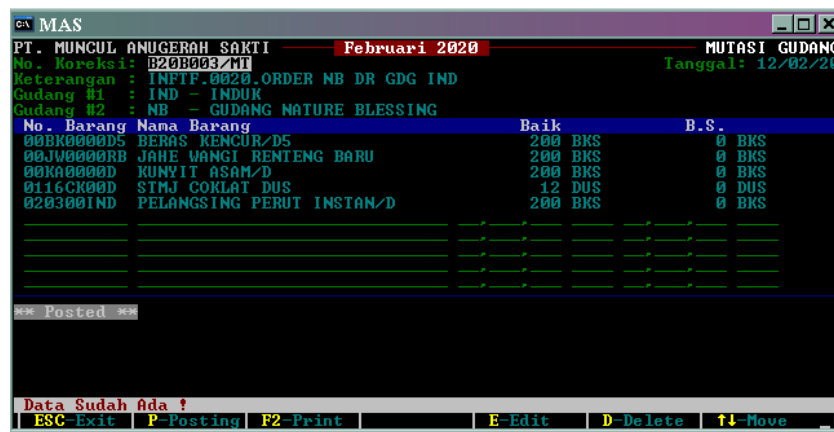 MAS
PT. MUNCUL ANUGERAH SAKTI Februari 2020 MUTASI GUDANG
No. Koreksi: B20B003/MT Tanggal: 12/02/20
Keterangan : INFTF.0020.ORDER NB DR GDG IND
Gudang #1 : IND - INDUK
Gudang #2 : NB - GUDANG NATURE BLESSING
No. Barang Nama Barang Baik B.S.
00BK0000D5 BERAS KENCUR/D5 200 BKS 0 BKS
00JW0000RB JAHE WANGI RENTENG BARU 200 BKS 0 BKS
00KA0000D KUNYIT ASAM/D 200 BKS 0 BKS
0116CK00D STMJ COKLAT DUS 12 DUS 0 DUS
020300IND PELANGSING PERUT INSTAN/D 200 BKS 0 BKS
** Posted **
Data Sudah Ada !
ESC-Exit P-Posting F2-Print E-Edit D-Delete ↑↓-Move